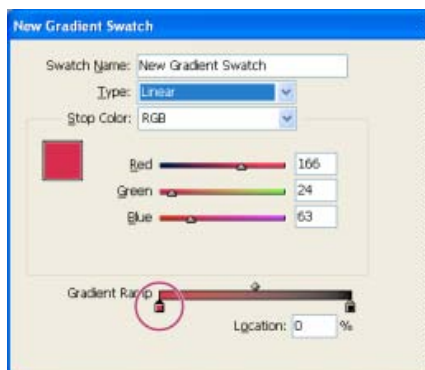 New Gradient Swatch
Swatch Name: New Gradient Swatch
Type: Linear
Stop Color: RGB
Red 166
Green 24
Blue 63
Gradient Ramp
Location: 0 %